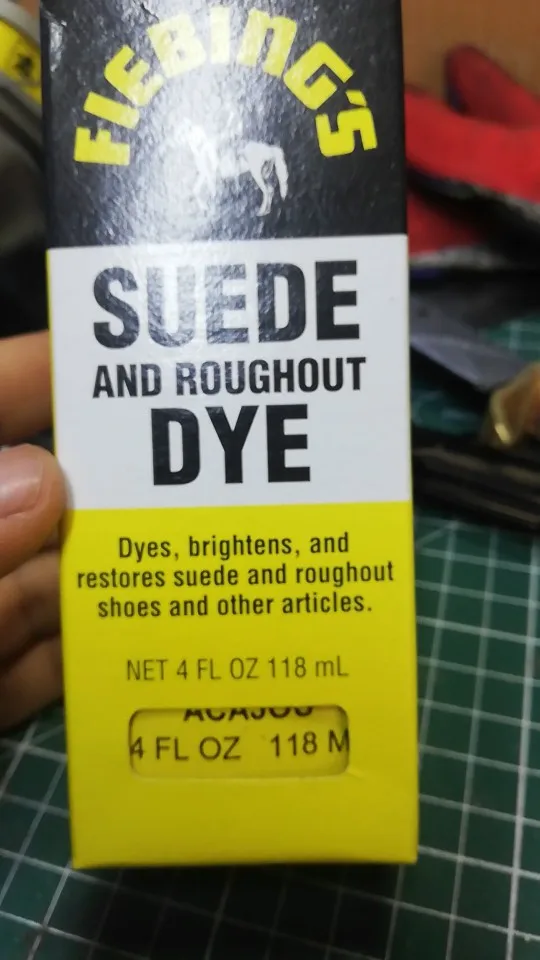 FIEBING'S
SUEDE
AND ROUGHOUT
DYE
Dyes, brightens, and
restores suede and roughout
shoes and other articles.
NET 4 FL OZ 118 mL
ACAJOU
4 FL OZ 118 M